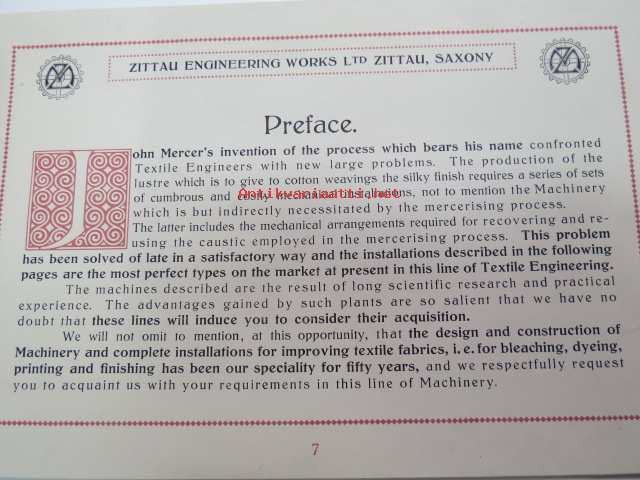 ZITTAU ENGINEERING WORKS LTD ZITTAU, SAXONY
Preface.
John Mercer's invention of the process which bears his name confronted
Textile Engineers with new large problems. The production of the
lustre which is to give to cotton weavings the silky finish requires a series of sets
of cumbrous and costly mechanical installations, not to mention the Machinery
Antikvariaatti.net
which is but indirectly necessitated by the mercerising process.
The latter includes the mechanical arrangements required for recovering and re-
using the caustic employed in the mercerising process. This problem
has been solved of late in a satisfactory way and the installations described in the following
pages are the most perfect types on the market at present in this line of Textile Engineering.
The machines described are the result of long scientific research and practical
experience. The advantages gained by such plants are so salient that we have no
doubt that these lines will induce you to consider their acquisition.
We will not omit to mention, at this opportunity, that the design and construction of
Machinery and complete installations for improving textile fabrics, i. e. for bleaching, dyeing,
printing and finishing has been our speciality for fifty years, and we respectfully request
you to acquaint us with your requirements in this line of Machinery.
7